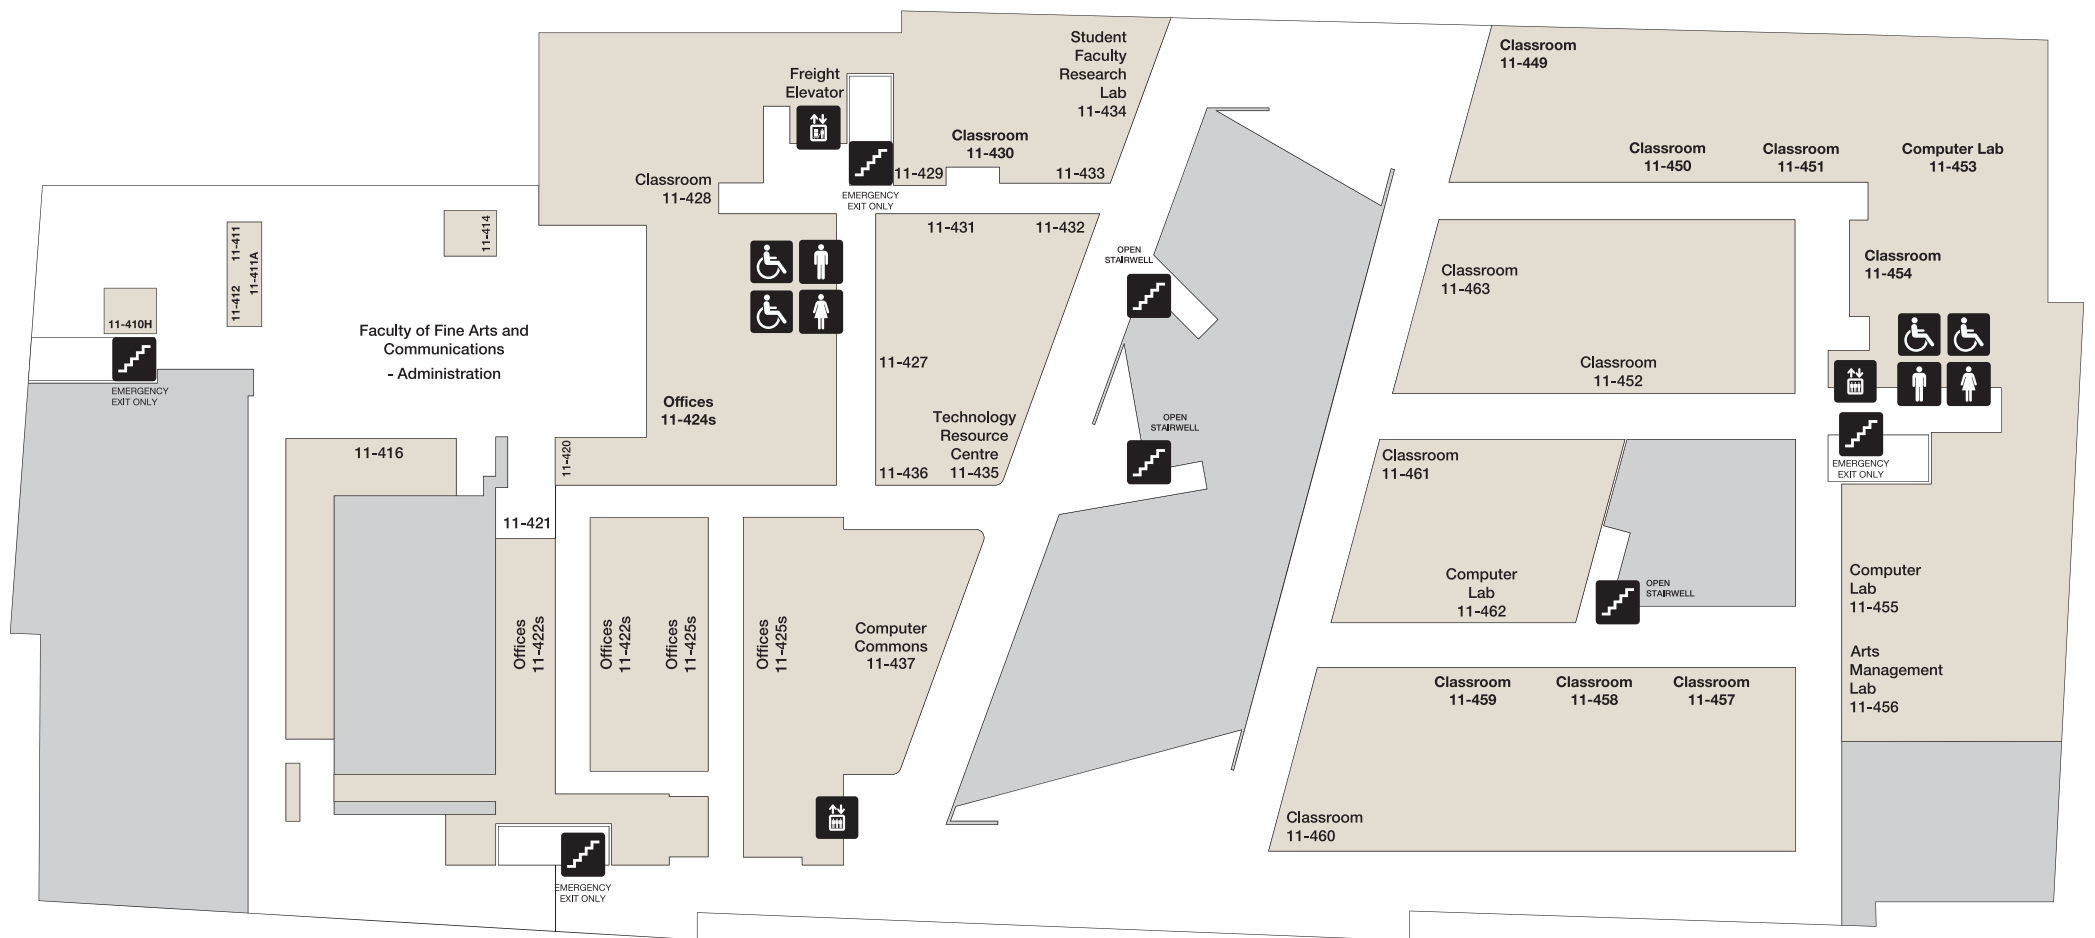 Student
Faculty
Research
Lab
11-434
Freight
Elevator
Classroom
11-430
11-429
11-433
EMERGENCY
EXIT ONLY
Classroom
11-428
11-431
11-432
11-414
11-411
11-411A
11-412
11-410H
EMERGENCY
EXIT ONLY
Faculty of Fine Arts and
Communications
- Administration
Offices
11-424s
11-427
Technology
Resource
Centre
11-435
11-436
11-420
11-416
11-421
Offices
11-422s
Offices
11-422s
Offices
11-425s
Offices
11-425s
Computer
Commons
11-437
EMERGENCY
EXIT ONLY
OPEN
STAIRWELL
OPEN
STAIRWELL
Classroom
11-449
Classroom
11-450
Classroom
11-451
Computer Lab
11-453
Classroom
11-454
Classroom
11-463
Classroom
11-452
Classroom
11-461
Computer
Lab
11-462
OPEN
STAIRWELL
EMERGENCY
EXIT ONLY
Computer
Lab
11-455
Arts
Management
Lab
11-456
Classroom
11-459
Classroom
11-458
Classroom
11-457
Classroom
11-460